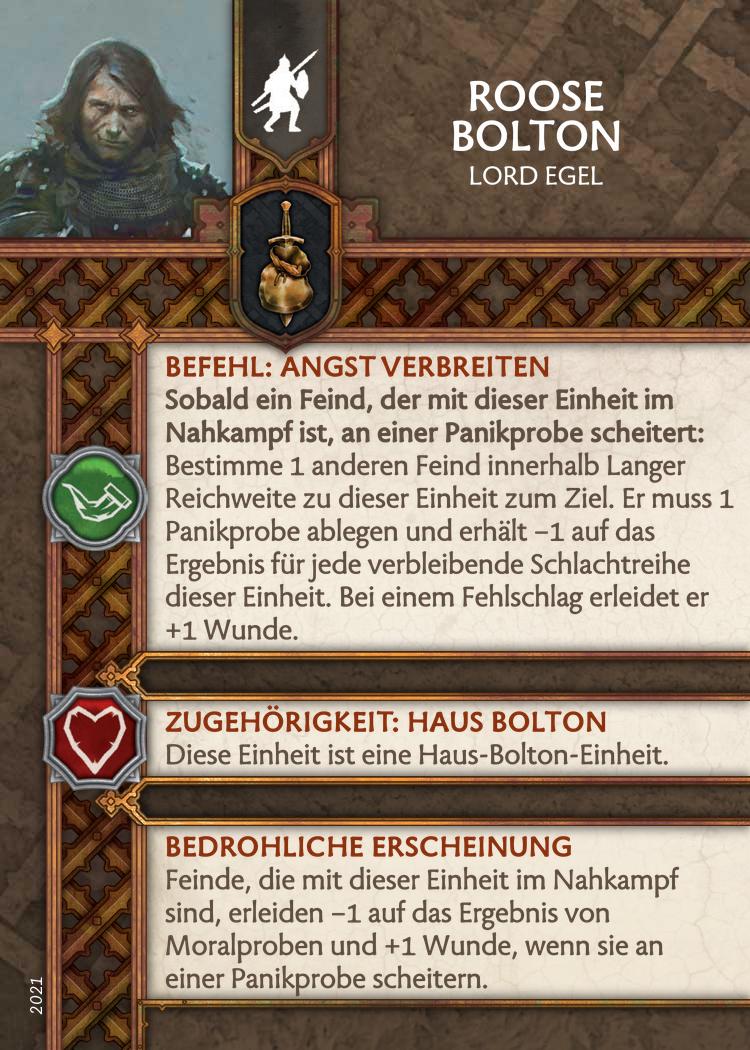 ROOSE
BOLTON
LORD EGEL
BEFEHL: ANGST VERBREITEN
Sobald ein Feind, der mit dieser Einheit im
Nahkampf ist, an einer Panikprobe scheitert:
Bestimme 1 anderen Feind innerhalb Langer
Reichweite zu dieser Einheit zum Ziel. Er muss 1
Panikprobe ablegen und erhält –1 auf das
Ergebnis für jede verbleibende Schlachtreihe
dieser Einheit. Bei einem Fehlschlag erleidet er
+1 Wunde.
ZUGEHÖRIGKEIT: HAUS BOLTON
Diese Einheit ist eine Haus-Bolton-Einheit.
BEDROHLICHE ERSCHEINUNG
Feinde, die mit dieser Einheit im Nahkampf
sind, erleiden –1 auf das Ergebnis von
Moralproben und +1 Wunde, wenn sie an
einer Panikprobe scheitern.
2021